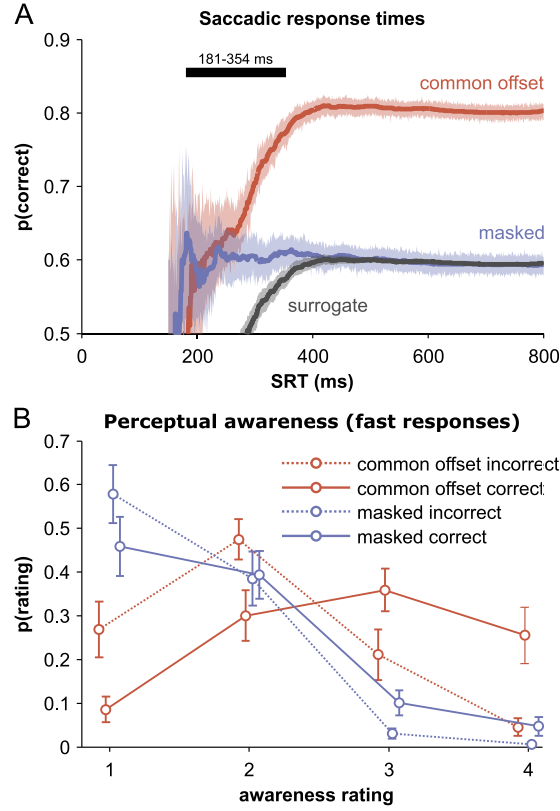 A
Saccadic response times
0.9
181-354 ms
common offset
0.8
0.7
p(correct)
masked
0.6
surrogate
0.5
0
200
400
600
800
SRT (ms)
B
Perceptual awareness (fast responses)
0.7
common offset incorrect
0.6
common offset correct
masked incorrect
0.5
masked correct
0.4
p(rating)
0.3
0.2
0.1
0
1
2
3
4
awareness rating